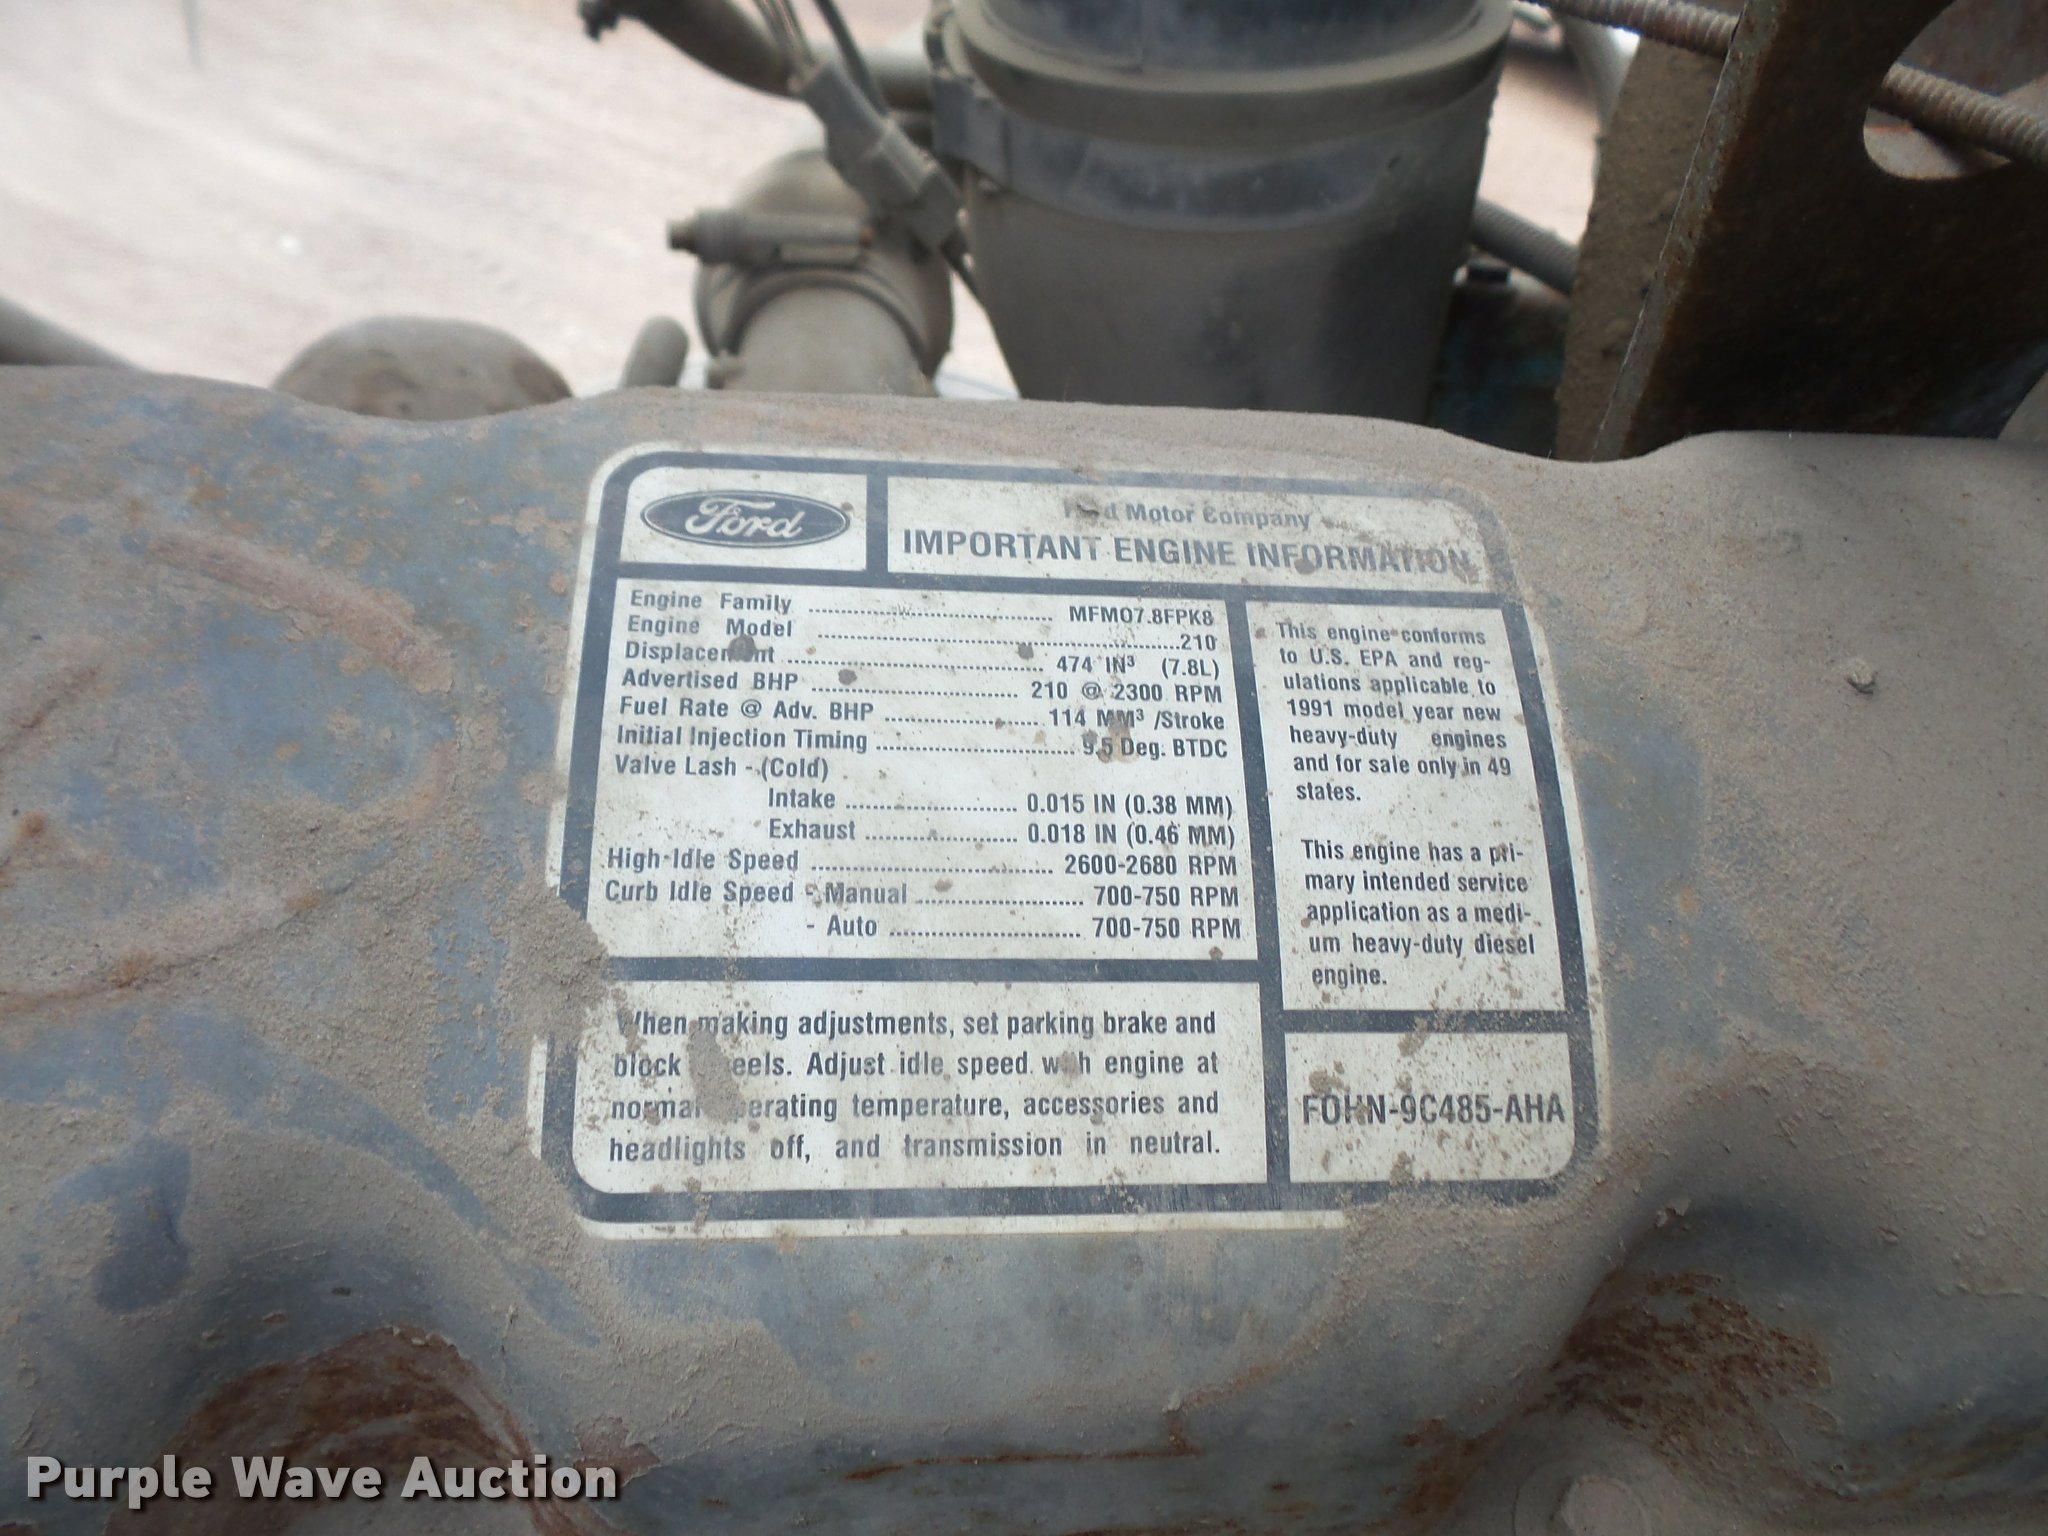 Ford
Ford Motor Company
IMPORTANT ENGINE INFORMATION
Engine Family ........ MFM07.8FPK8
Engine Model ........ 210
Displacement ........ 474 IN³ (7.8L)
Advertised BHP ........ 210 @ 2300 RPM
Fuel Rate @ Adv. BHP ........ 114 MM³ /Stroke
Initial Injection Timing ........ 9.5 Deg. BTDC
Valve Lash - (Cold)
Intake ........ 0.015 IN (0.38 MM)
Exhaust ........ 0.018 IN (0.46 MM)
High Idle Speed ........ 2600-2680 RPM
Curb Idle Speed - Manual ........ 700-750 RPM
- Auto ........ 700-750 RPM
This engine conforms
to U.S. EPA and reg-
ulations applicable to
1991 model year new
heavy-duty engines
and for sale only in 49
states.
This engine has a pri-
mary intended service
application as a medi-
um heavy-duty diesel
engine.
When making adjustments, set parking brake and
block wheels. Adjust idle speed with engine at
normal operating temperature, accessories and
headlights off, and transmission in neutral.
FOHN-9C485-AHA
Purple Wave Auction